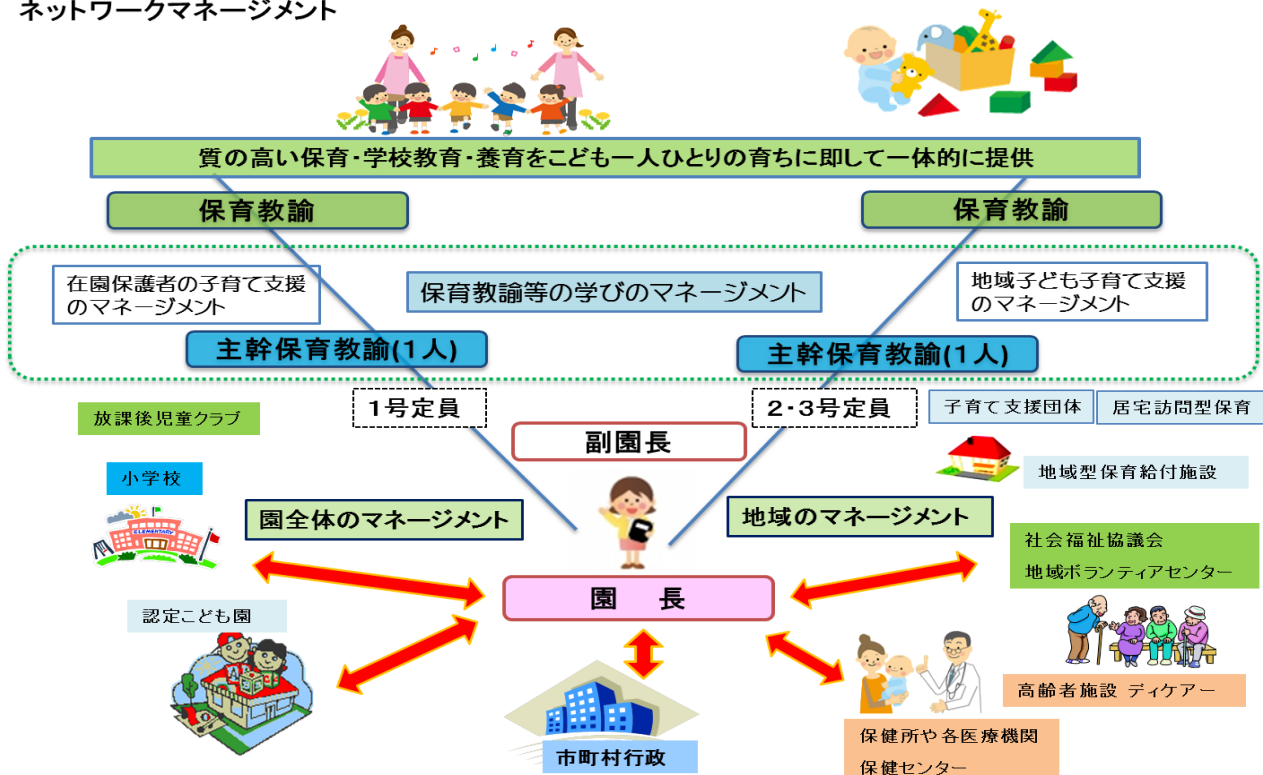 ネットワークマネージメント
質の高い保育・学校教育・養育をこども一人ひとりの育ちに即して一体的に提供
保育教諭
保育教諭
在園保護者の子育て支援
のマネージメント
保育教諭等の学びのマネージメント
地域子ども子育て支援
のマネージメント
主幹保育教諭(1人)
主幹保育教諭(1人)
放課後児童クラブ
1号定員
2・3号定員
子育て支援団体
居宅訪問型保育
副園長
小学校
地域型保育給付施設
ELEMENTARY
園全体のマネージメント
地域のマネージメント
社会福祉協議会
地域ボランティアセンター
園 長
認定こども園
高齢者施設 ディケアー
市町村行政
保健所や各医療機関
保健センター